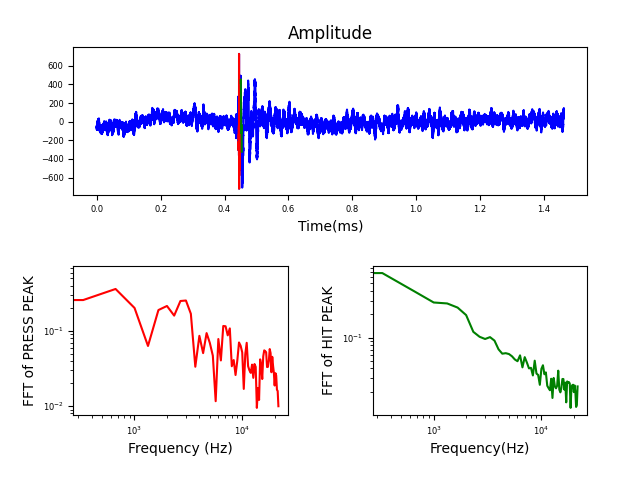 Amplitude
600
400
200
0
−200
−400
−600
0.0 0.2 0.4 0.6 0.8 1.0 1.2 1.4
Time(ms)
FFT of PRESS PEAK
10⁻¹
10⁻²
10³ 10⁴
Frequency (Hz)
FFT of HIT PEAK
10⁻¹
10³ 10⁴
Frequency(Hz)